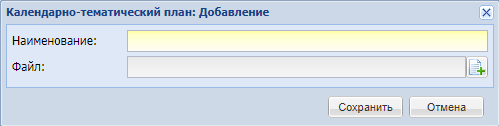 Календарно-тематический план: Добавление
Наименование:
Файл:
Сохранить Отмена